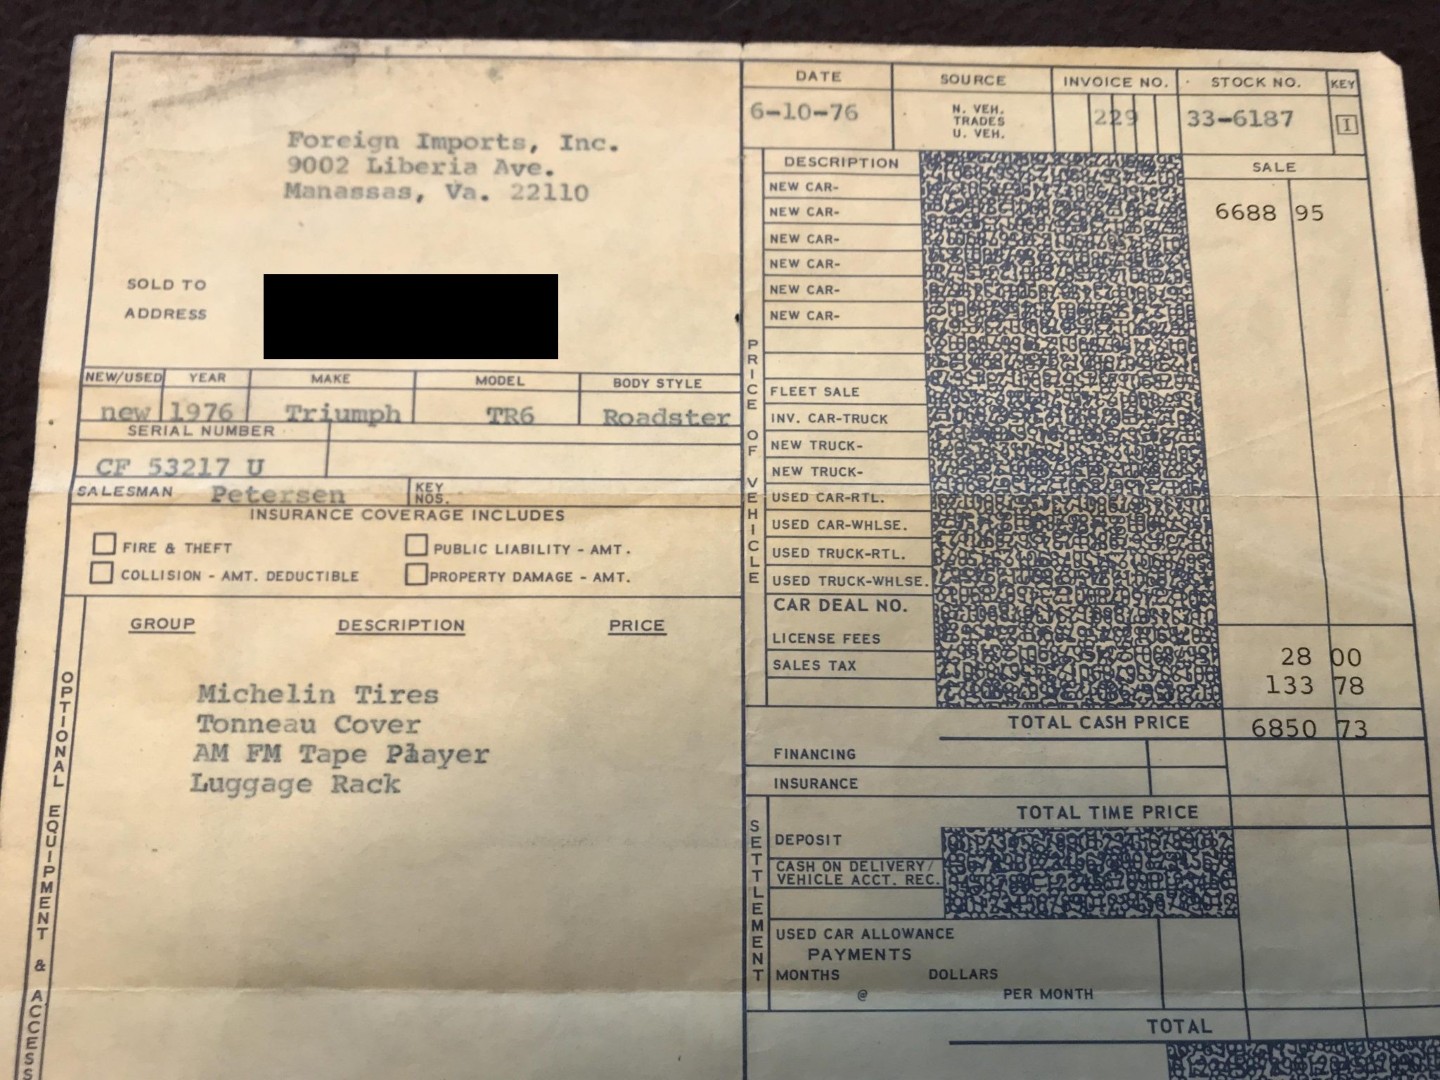 Foreign Imports, Inc.
9002 Liberia Ave.
Manassas, Va. 22110
SOLD TO
ADDRESS
NEW/USED YEAR MAKE MODEL BODY STYLE
new 1976 Triumph TR6 Roadster
SERIAL NUMBER
CF 53217 U
SALESMAN Petersen KEY NOS.
INSURANCE COVERAGE INCLUDES
FIRE & THEFT PUBLIC LIABILITY - AMT.
COLLISION - AMT. DEDUCTIBLE PROPERTY DAMAGE - AMT.
OPTIONAL EQUIPMENT & ACCESS
GROUP DESCRIPTION PRICE
Michelin Tires
Tonneau Cover
AM FM Tape Player
Luggage Rack
DATE SOURCE INVOICE NO. STOCK NO. KEY
6-10-76 N. VEH. TRADES U. VEH. 229 33-6187 I
PRICE OF VEHICLE
DESCRIPTION SALE
NEW CAR-
NEW CAR- 6688 95
NEW CAR-
NEW CAR-
NEW CAR-
NEW CAR-
FLEET SALE
INV. CAR-TRUCK
NEW TRUCK-
NEW TRUCK-
USED CAR-RTL.
USED CAR-WHLSE.
USED TRUCK-RTL.
USED TRUCK-WHLSE.
CAR DEAL NO.
LICENSE FEES 28 00
SALES TAX 133 78
TOTAL CASH PRICE 6850 73
FINANCING
INSURANCE
TOTAL TIME PRICE
SETTLEMENT
DEPOSIT
CASH ON DELIVERY/
VEHICLE ACCT. REC.
USED CAR ALLOWANCE
PAYMENTS
MONTHS DOLLARS
@ PER MONTH
TOTAL